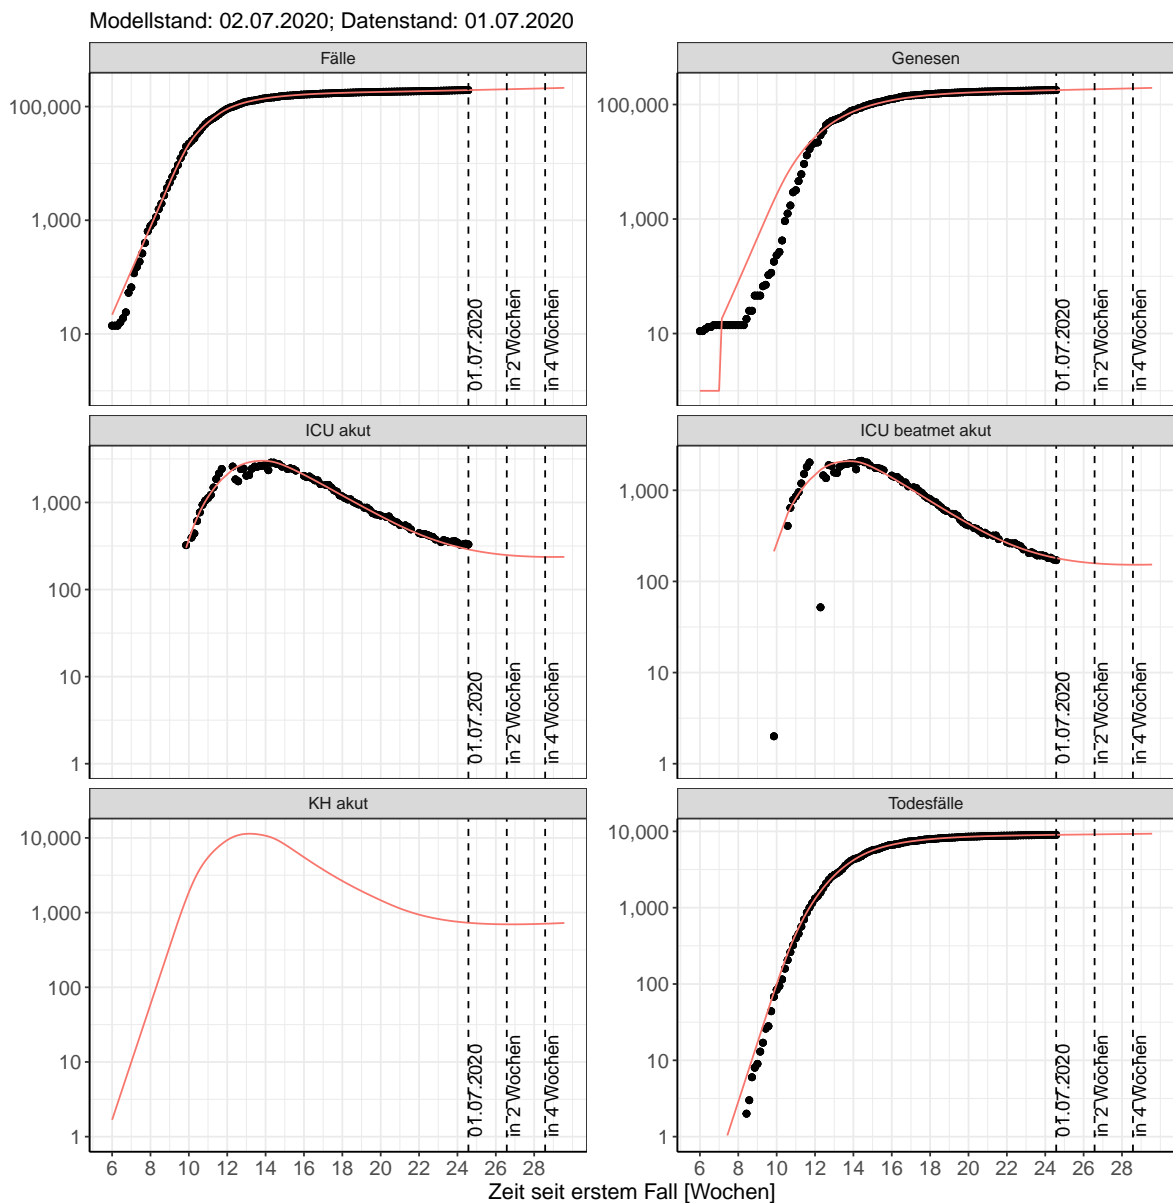 Modellstand: 02.07.2020; Datenstand: 01.07.2020
Fälle
Genesen
100,000
1,000
10
01.07.2020
in 2 Wochen
in 4 Wochen
100,000
1,000
10
01.07.2020
in 2 Wochen
in 4 Wochen
ICU akut
ICU beatmet akut
1,000
100
10
1
01.07.2020
in 2 Wochen
in 4 Wochen
1,000
100
10
1
01.07.2020
in 2 Wochen
in 4 Wochen
KH akut
Todesfälle
10,000
1,000
100
10
1
01.07.2020
in 2 Wochen
in 4 Wochen
10,000
1,000
100
10
1
01.07.2020
in 2 Wochen
in 4 Wochen
6 8 10 12 14 16 18 20 22 24 26 28
6 8 10 12 14 16 18 20 22 24 26 28
Zeit seit erstem Fall [Wochen]